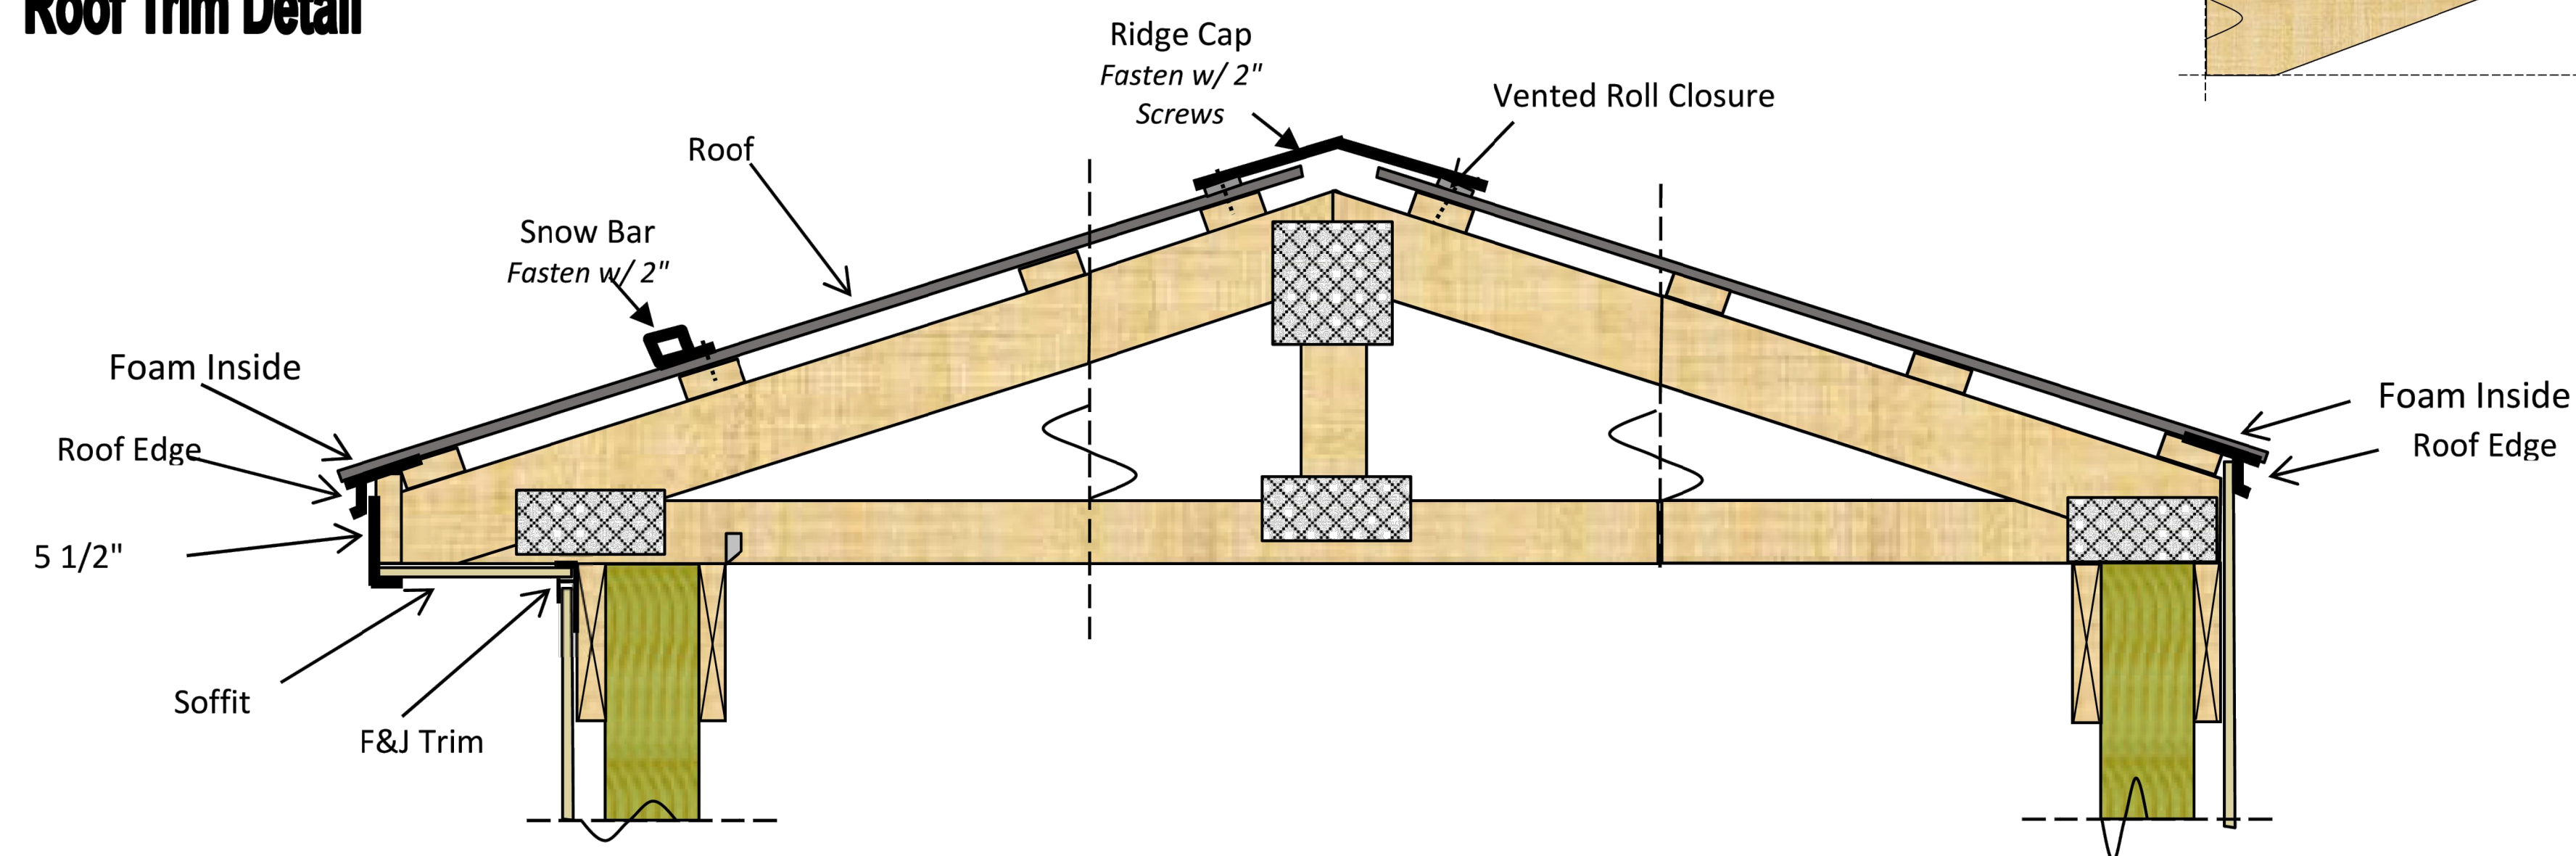 Roof Trim Detail
Ridge Cap
Fasten w/ 2"
Screws
Vented Roll Closure
Roof
Snow Bar
Fasten w/ 2"
Foam Inside
Roof Edge
5 1/2"
Soffit
F&J Trim
Foam Inside
Roof Edge